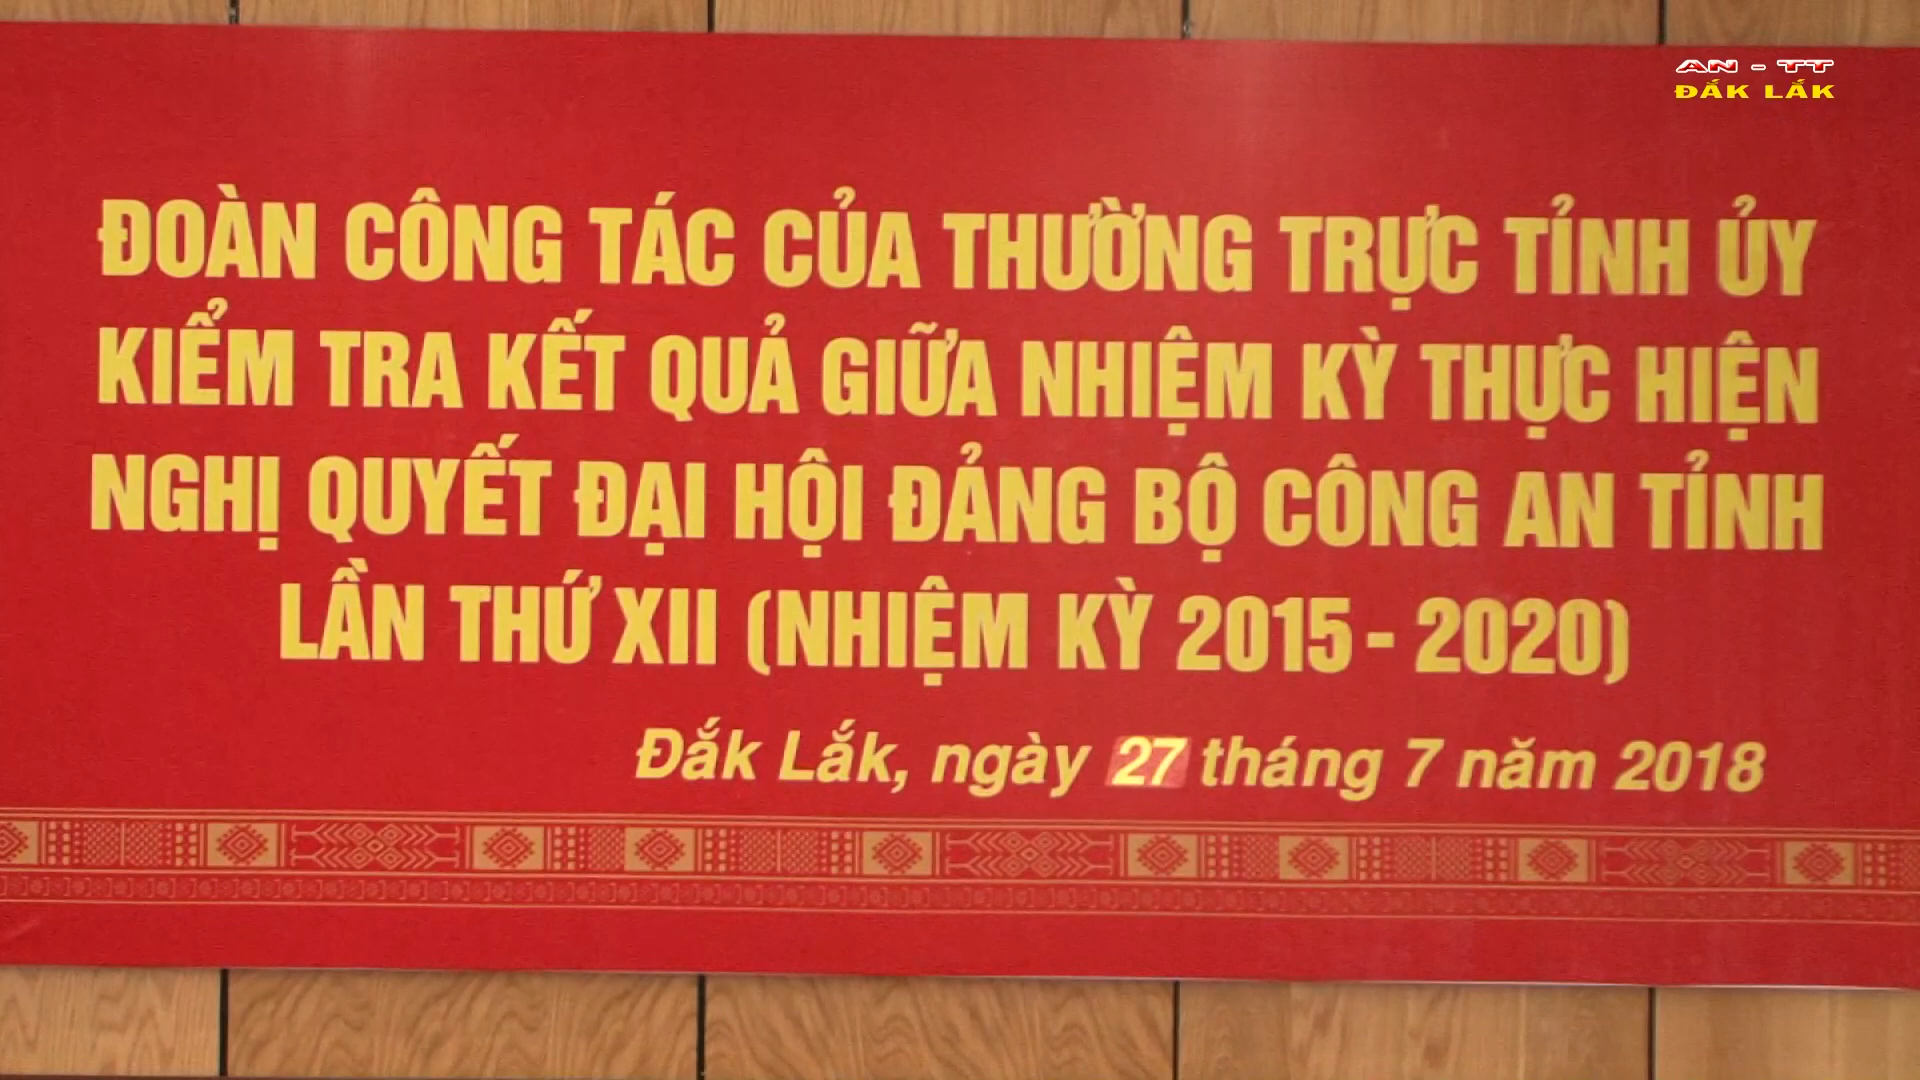 AN - TT
ĐẮK LẮK
ĐOÀN CÔNG TÁC CỦA THƯỜNG TRỰC TỈNH ỦY
KIỂM TRA KẾT QUẢ GIỮA NHIỆM KỲ THỰC HIỆN
NGHỊ QUYẾT ĐẠI HỘI ĐẢNG BỘ CÔNG AN TỈNH
LẦN THỨ XII (NHIỆM KỲ 2015 - 2020)
Đắk Lắk, ngày 27 tháng 7 năm 2018